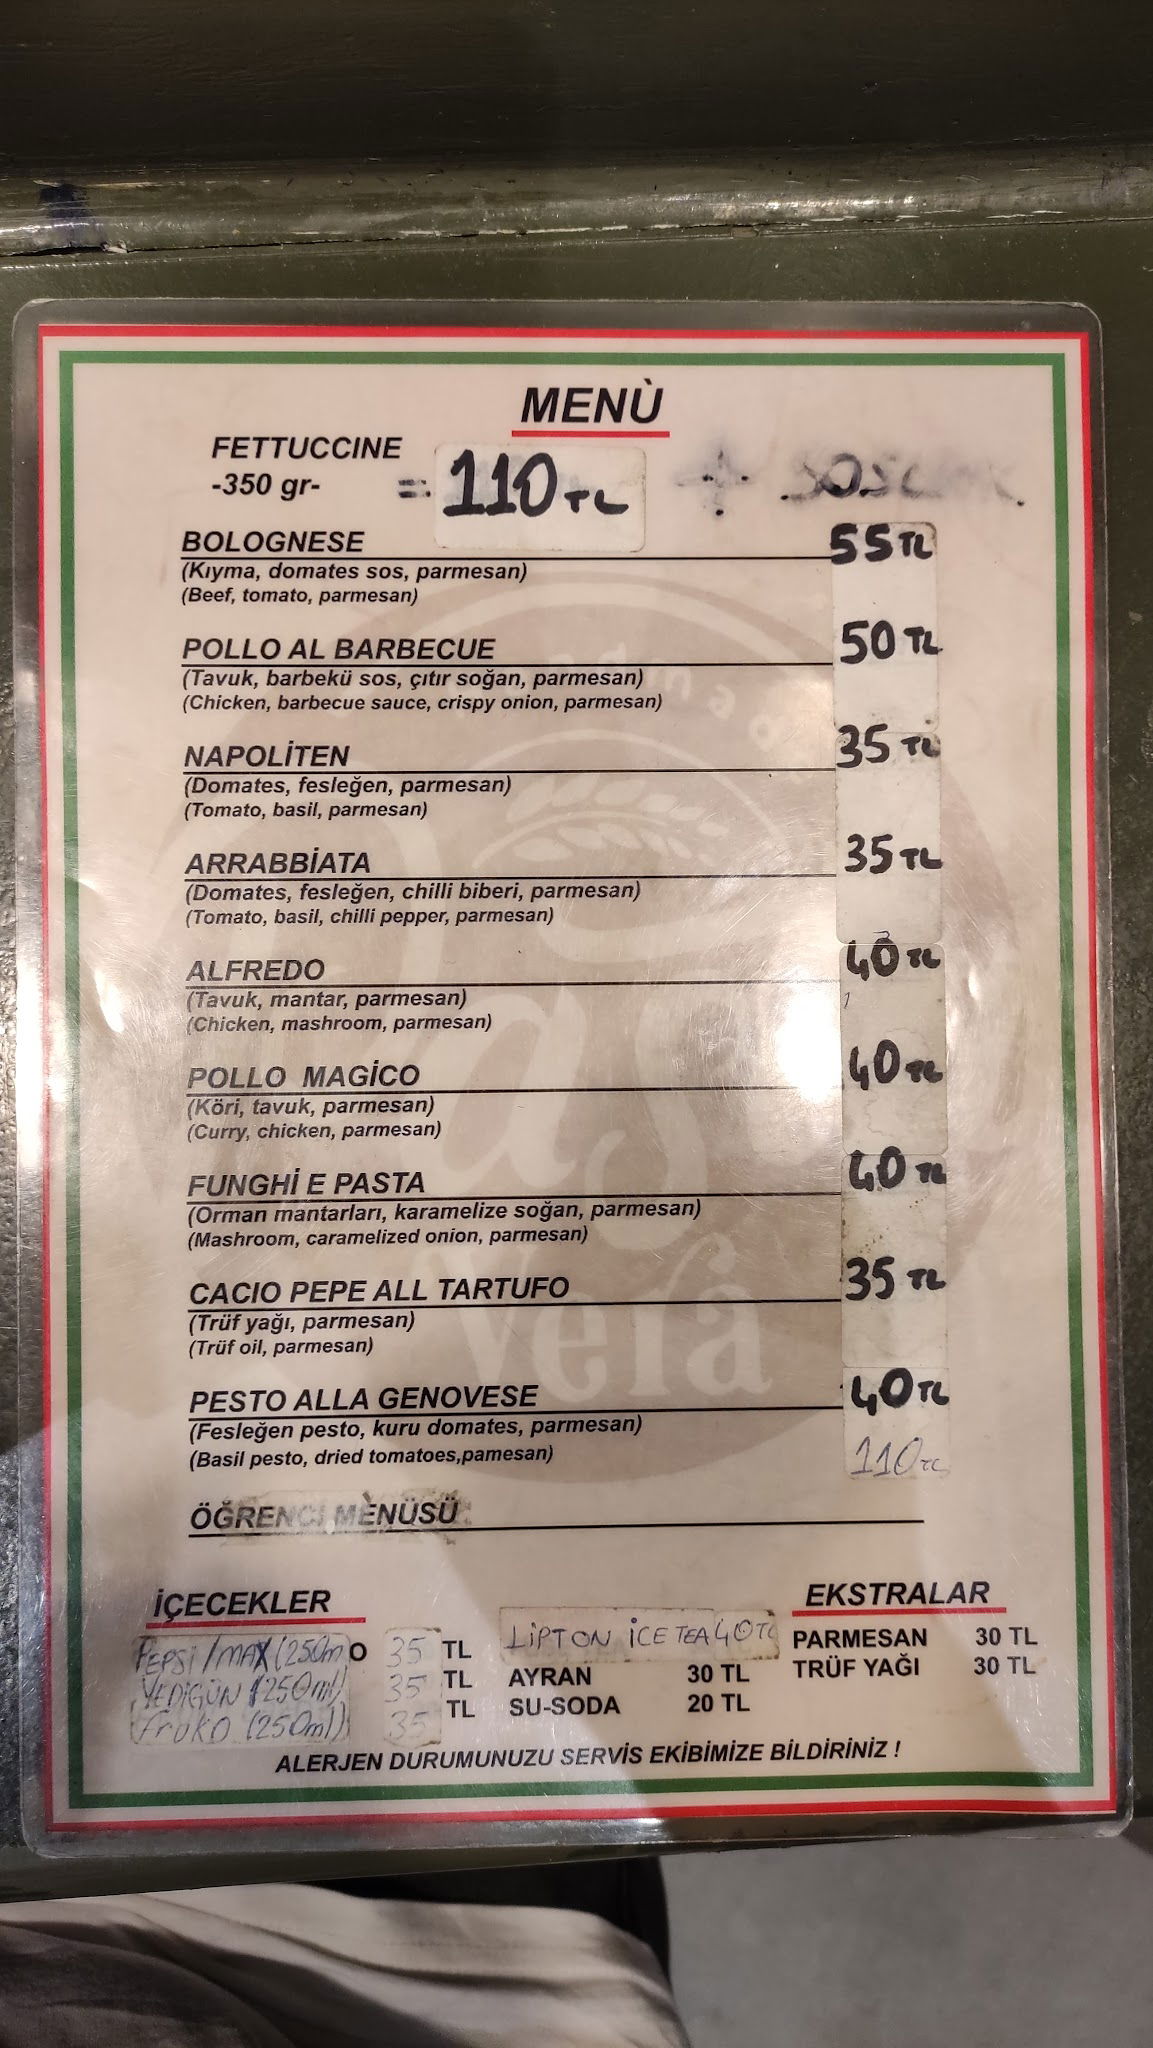 MENÙ
FETTUCCINE
-350 gr- = 110 TL +
BOLOGNESE 55 TL
(Kıyma, domates sos, parmesan)
(Beef, tomato, parmesan)
POLLO AL BARBECUE 50 TL
(Tavuk, barbekü sos, çıtır soğan, parmesan)
(Chicken, barbecue sauce, crispy onion, parmesan)
NAPOLİTEN 35 TL
(Domates, fesleğen, parmesan)
(Tomato, basil, parmesan)
ARRABBİATA 35 TL
(Domates, fesleğen, chilli biberi, parmesan)
(Tomato, basil, chilli pepper, parmesan)
ALFREDO 40 TL
(Tavuk, mantar, parmesan)
(Chicken, mashroom, parmesan)
POLLO MAGİCO 40 TL
(Köri, tavuk, parmesan)
(Curry, chicken, parmesan)
FUNGHİ E PASTA 40 TL
(Orman mantarları, karamelize soğan, parmesan)
(Mashroom, caramelized onion, parmesan)
CACIO PEPE ALL TARTUFO 35 TL
(Trüf yağı, parmesan)
(Trüf oil, parmesan)
PESTO ALLA GENOVESE 40 TL
(Fesleğen pesto, kuru domates, parmesan)
(Basil pesto, dried tomatoes,pamesan)
110 TL
ÖĞRENCİ MENÜSÜ
İÇECEKLER
PEPSİ / MAX (250m O 35 TL
YEDİGÜN (250ml) 35 TL
Fruko (250ml) 35 TL
LİPTON İCE TEA 40 TL
AYRAN 30 TL
SU-SODA 20 TL
EKSTRALAR
PARMESAN 30 TL
TRÜF YAĞI 30 TL
ALERJEN DURUMUNUZU SERVİS EKİBİMİZE BİLDİRİNİZ !
Pasta
Vefa